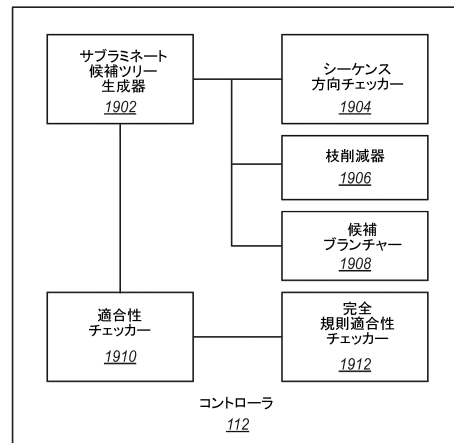 サブラミネート
候補ツリー
生成器
1902
シーケンス
方向チェッカー
1904
枝削減器
1906
候補
ブランチャー
1908
適合性
チェッカー
1910
完全
規則適合性
チェッカー
1912
コントローラ
112